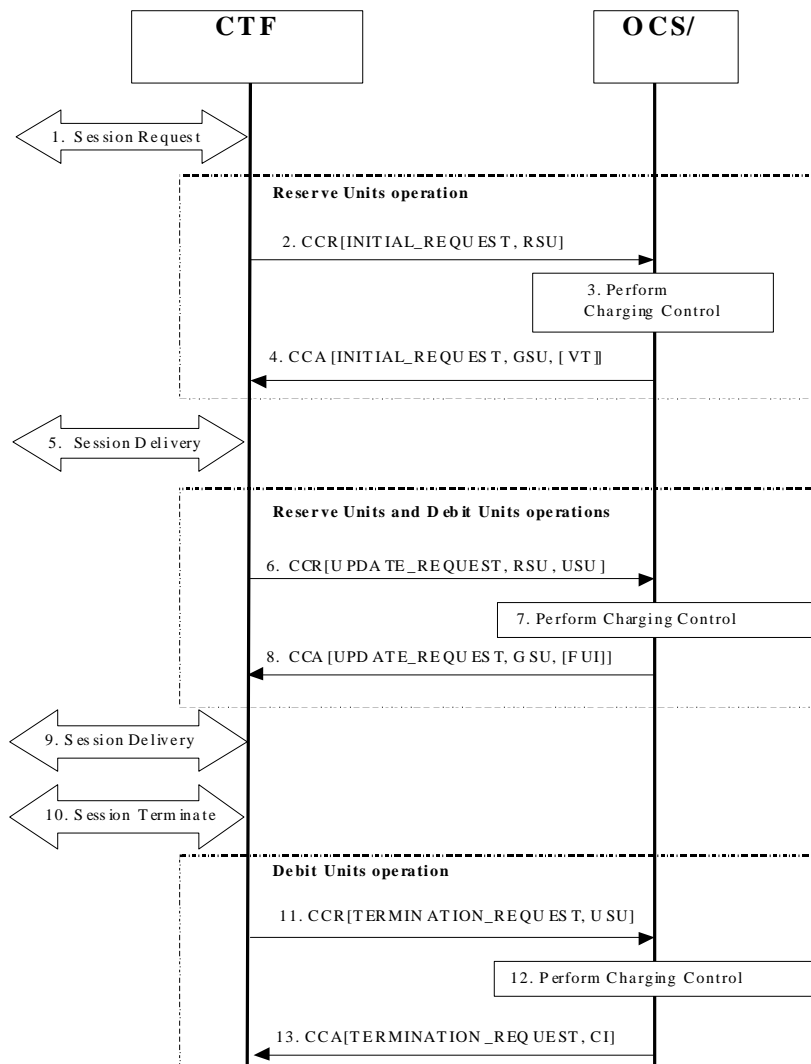 CTF
OCS/
1. Session Request
Reserve Units operation
2. CCR[INITIAL_REQUEST, RSU]
3. Perform
Charging Control
4. CCA[INITIAL_REQUEST, GSU, [VT]]
5. Session Delivery
Reserve Units and Debit Units operations
6. CCR[UPDATE_REQUEST, RSU, USU]
7. Perform Charging Control
8. CCA[UPDATE_REQUEST, GSU, [FUI]]
9. Session Delivery
10. Session Terminate
Debit Units operation
11. CCR[TERMINATION_REQUEST, USU]
12. Perform Charging Control
13. CCA[TERMINATION_REQUEST, CI]